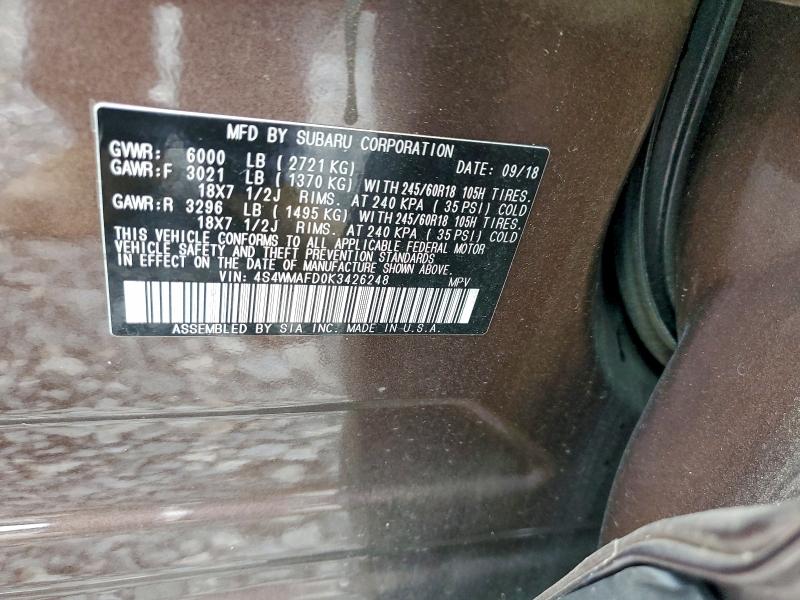 MFD BY SUBARU CORPORATION
GVWR: 6000 LB ( 2721 KG) DATE: 09/18
GAWR:F 3021 LB ( 1370 KG) WITH 245/60R18 105H TIRES.
18X7 1/2J RIMS. AT 240 KPA ( 35 PSI) COLD
GAWR:R 3296 LB ( 1495 KG) WITH 245/60R18 105H TIRES.
18X7 1/2J RIMS. AT 240 KPA ( 35 PSI) COLD
THIS VEHICLE CONFORMS TO ALL APPLICABLE FEDERAL MOTOR
VEHICLE SAFETY AND THEFT PREVENTION STANDARDS
IN EFFECT ON THE DATE OF MANUFACTURE SHOWN ABOVE.
VIN: 4S4WMAFD0K3426248 MPV
ASSEMBLED BY SIA INC. MADE IN U.S.A.